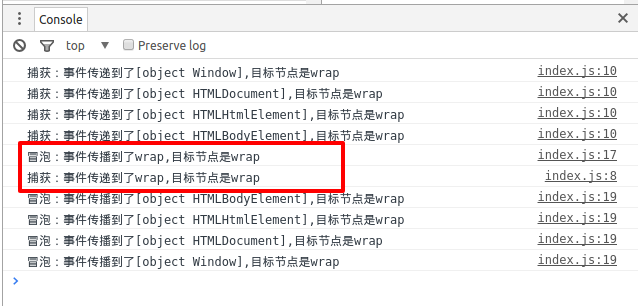 Console
top
Preserve log
捕获：事件传递到了[object Window],目标节点是wrap index.js:10
捕获：事件传递到了[object HTMLDocument],目标节点是wrap index.js:10
捕获：事件传递到了[object HTMLHtmlElement],目标节点是wrap index.js:10
捕获：事件传递到了[object HTMLBodyElement],目标节点是wrap index.js:10
冒泡：事件传播到了wrap,目标节点是wrap index.js:17
捕获：事件传递到了wrap,目标节点是wrap index.js:8
冒泡：事件传播到了[object HTMLBodyElement],目标节点是wrap index.js:19
冒泡：事件传播到了[object HTMLHtmlElement],目标节点是wrap index.js:19
冒泡：事件传播到了[object HTMLDocument],目标节点是wrap index.js:19
冒泡：事件传播到了[object Window],目标节点是wrap index.js:19